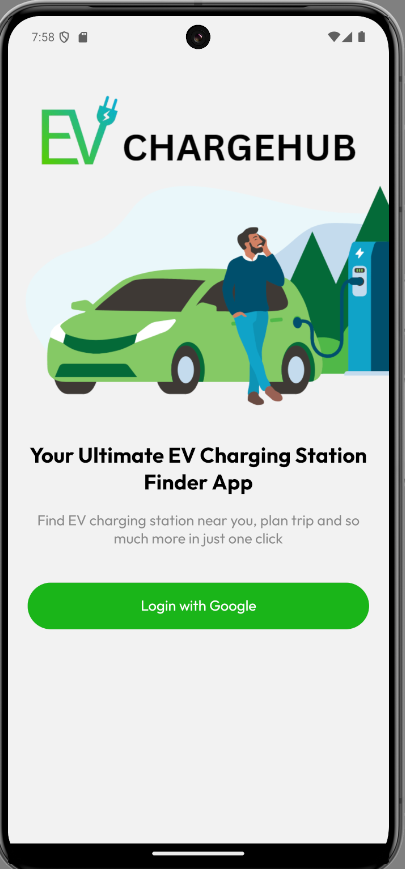 7:58
EV CHARGEHUB
Your Ultimate EV Charging Station
Finder App
Find EV charging station near you, plan trip and so
much more in just one click
Login with Google